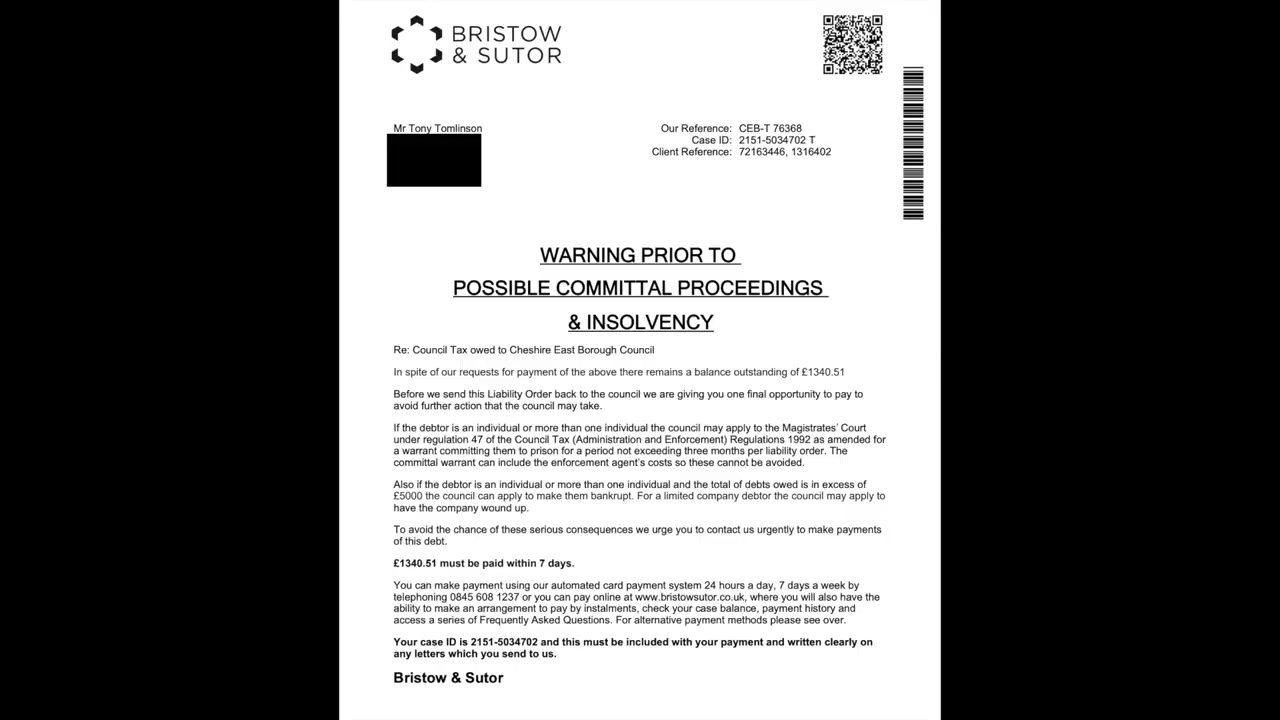 BRISTOW
& SUTOR
Mr Tony Tomlinson
Our Reference: CEB-T 76368
Case ID: 2151-5034702 T
Client Reference: 72163446, 1316402
WARNING PRIOR TO
POSSIBLE COMMITTAL PROCEEDINGS
& INSOLVENCY
Re: Council Tax owed to Cheshire East Borough Council
In spite of our requests for payment of the above there remains a balance outstanding of £1340.51
Before we send this Liability Order back to the council we are giving you one final opportunity to pay to
avoid further action that the council may take.
If the debtor is an individual or more than one individual the council may apply to the Magistrates' Court
under regulation 47 of the Council Tax (Administration and Enforcement) Regulations 1992 as amended for
a warrant committing them to prison for a period not exceeding three months per liability order. The
committal warrant can include the enforcement agent's costs so these cannot be avoided.
Also if the debtor is an individual or more than one individual and the total of debts owed is in excess of
£5000 the council can apply to make them bankrupt. For a limited company debtor the council may apply to
have the company wound up.
To avoid the chance of these serious consequences we urge you to contact us urgently to make payments
of this debt.
£1340.51 must be paid within 7 days.
You can make payment using our automated card payment system 24 hours a day, 7 days a week by
telephoning 0845 608 1237 or you can pay online at www.bristowsutor.co.uk, where you will also have the
ability to make an arrangement to pay by instalments, check your case balance, payment history and
access a series of Frequently Asked Questions. For alternative payment methods please see over.
Your case ID is 2151-5034702 and this must be included with your payment and written clearly on
any letters which you send to us.
Bristow & Sutor